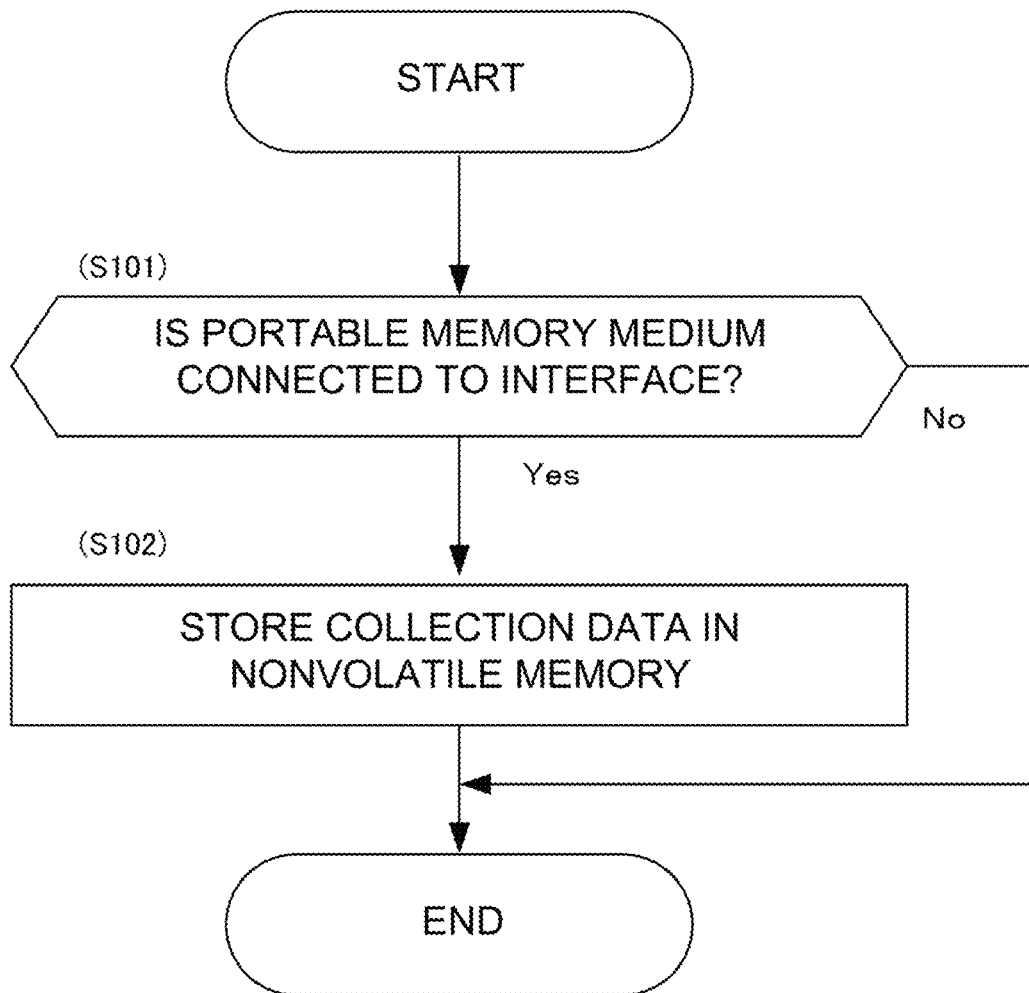 START
(S101)
IS PORTABLE MEMORY MEDIUM
CONNECTED TO INTERFACE?
No
Yes
(S102)
STORE COLLECTION DATA IN
NONVOLATILE MEMORY
END